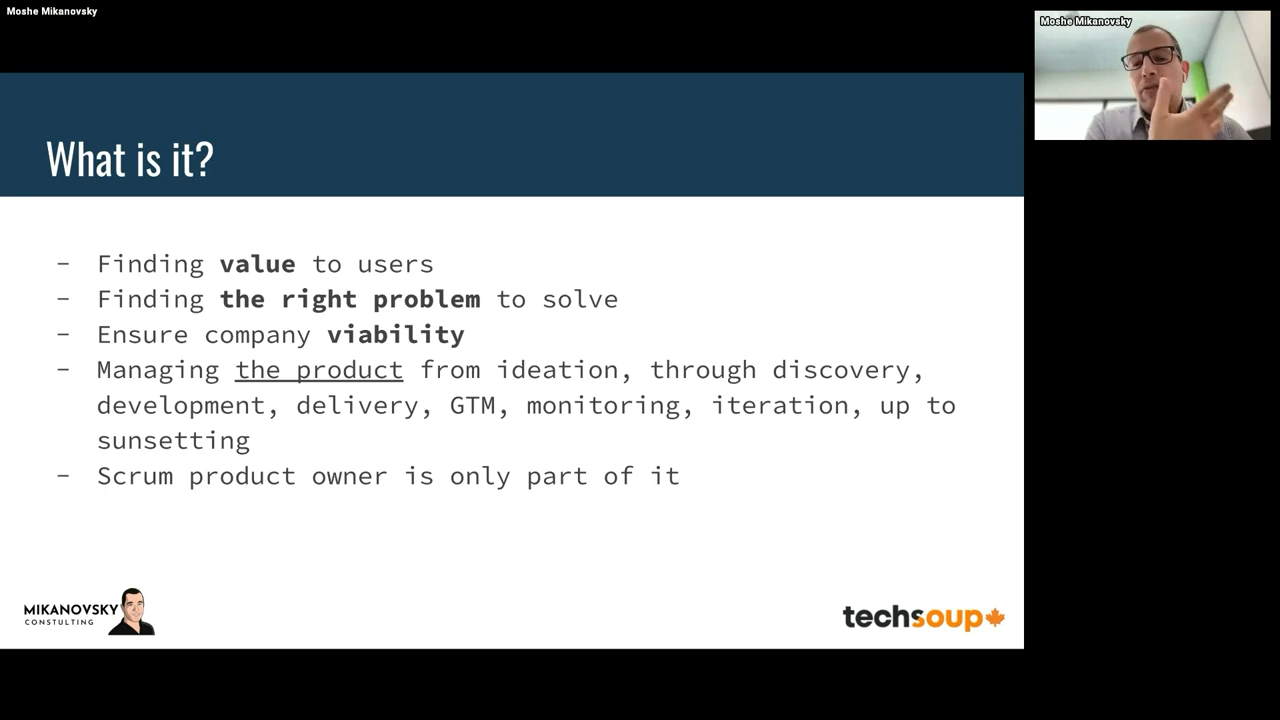 Moshe Mikanovsky
Moshe Mikanovsky
What is it?
- Finding value to users
- Finding the right problem to solve
- Ensure company viability
- Managing the product from ideation, through discovery,
development, delivery, GTM, monitoring, iteration, up to
sunsetting
- Scrum product owner is only part of it
MIKANOVSKY
CONSTULTING
techsoup